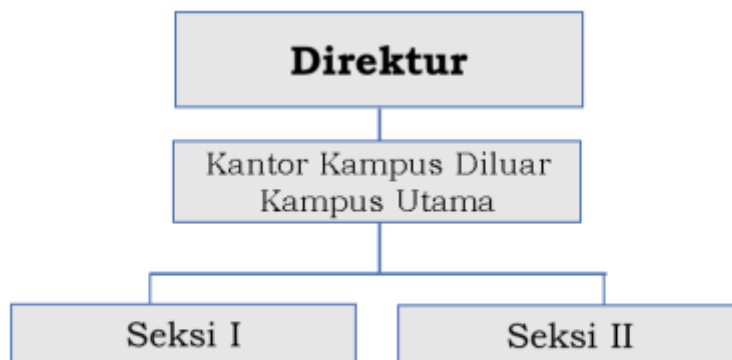 Direktur
Kantor Kampus Diluar
Kampus Utama
Seksi I
Seksi II